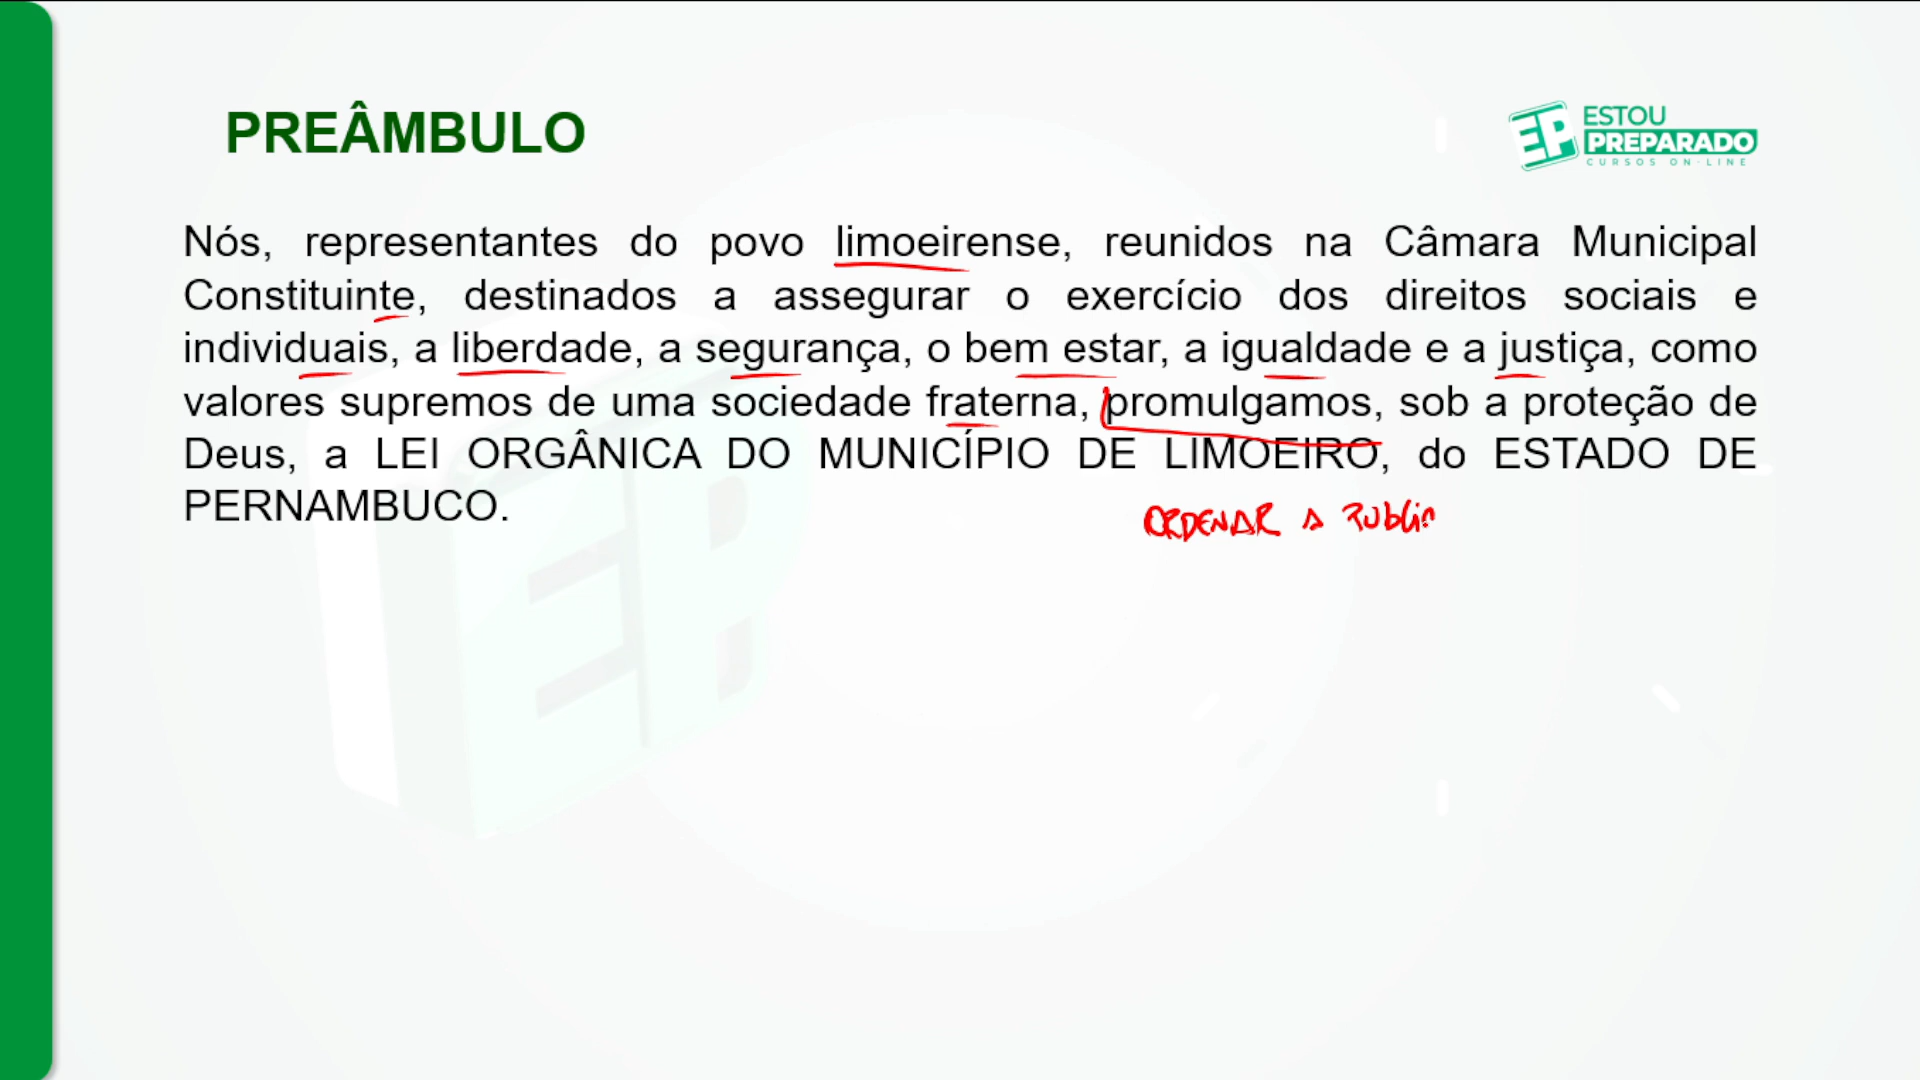 PREÂMBULO
ESTOU
PREPARADO
CURSOS ON-LINE
Nós, representantes do povo limoeirense, reunidos na Câmara Municipal
Constituinte, destinados a assegurar o exercício dos direitos sociais e
individuais, a liberdade, a segurança, o bem estar, a igualdade e a justiça, como
valores supremos de uma sociedade fraterna, promulgamos, sob a proteção de
Deus, a LEI ORGÂNICA DO MUNICÍPIO DE LIMOEIRO, do ESTADO DE
PERNAMBUCO.
ORDENAR A PUBLIC
EP